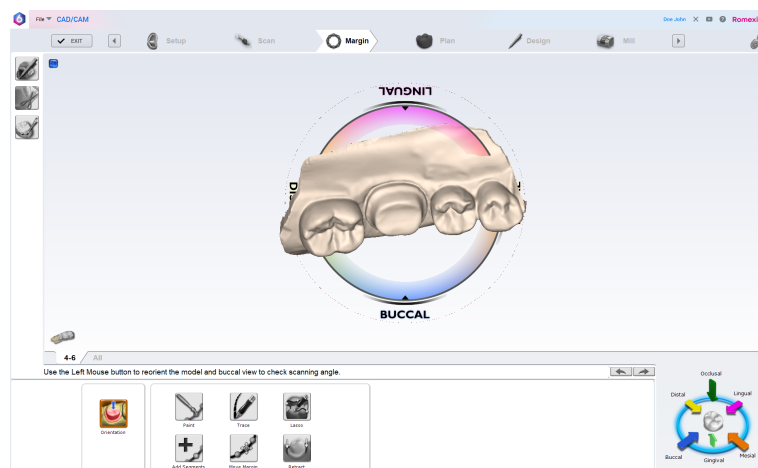 File CAD/CAM
Doe John
Romexi
EXIT
Setup
Scan
Margin
Plan
Design
Mill
LINGUAL
DIS
BUCCAL
4-6
All
Use the Left Mouse button to reorient the model and buccal view to check scanning angle.
Orientation
Paint
Trace
Lasso
Add Segments
Move Margin
Retract
Occlusal
Distal
Lingual
Buccal
Mesial
Gingival